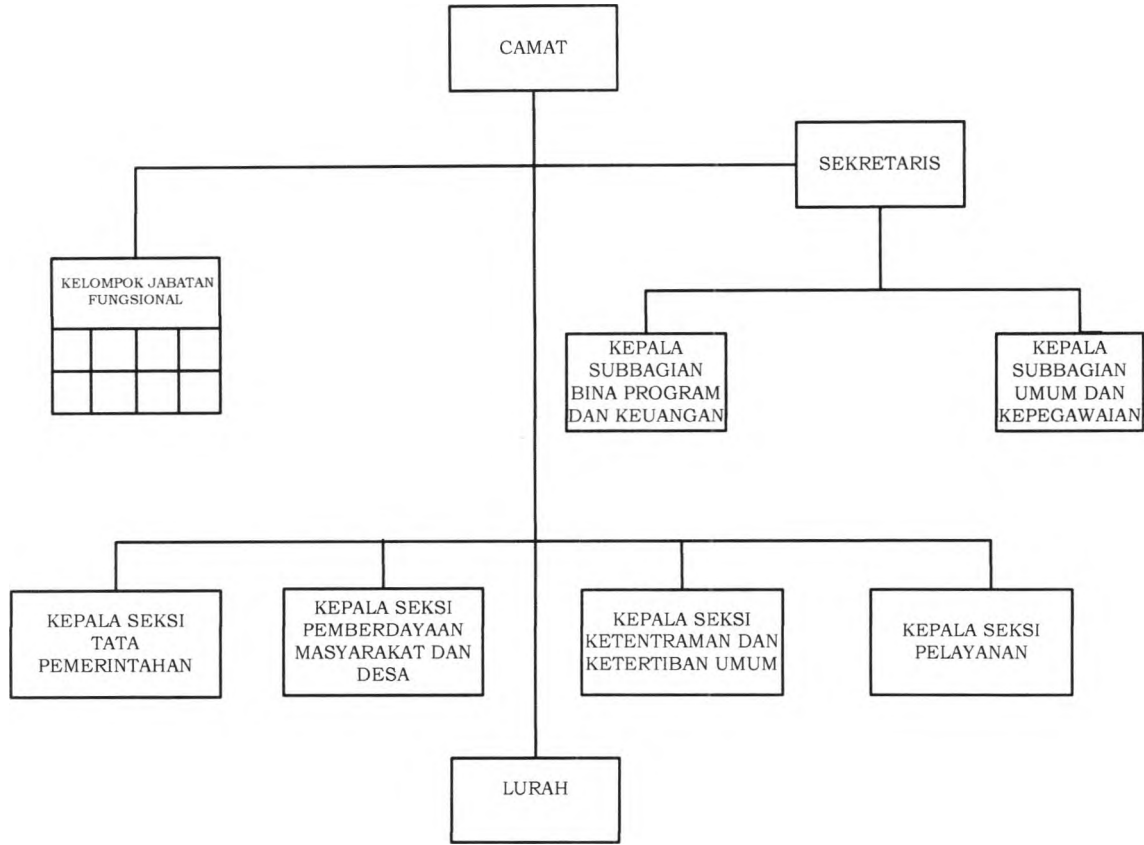 CAMAT
SEKRETARIS
KELOMPOK JABATAN
FUNGSIONAL
KEPALA
SUBBAGIAN
BINA PROGRAM
DAN KEUANGAN
KEPALA
SUBBAGIAN
UMUM DAN
KEPEGAWAIAN
KEPALA SEKSI
TATA
PEMERINTAHAN
KEPALA SEKSI
PEMBERDAYAAN
MASYARAKAT DAN
DESA
KEPALA SEKSI
KETENTRAMAN DAN
KETERTIBAN UMUM
KEPALA SEKSI
PELAYANAN
LURAH